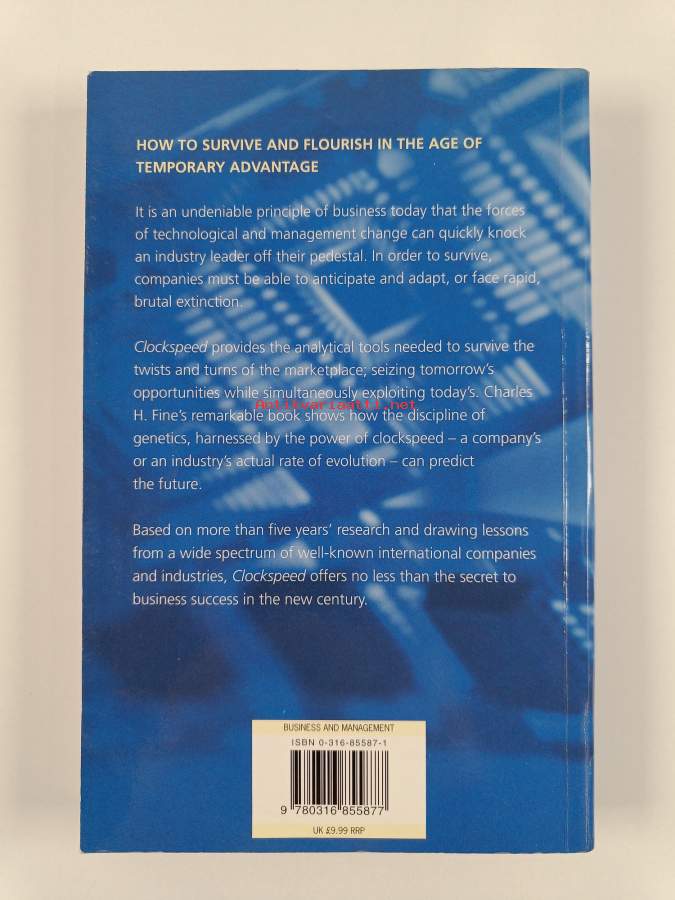 HOW TO SURVIVE AND FLOURISH IN THE AGE OF
TEMPORARY ADVANTAGE
It is an undeniable principle of business today that the forces
of technological and management change can quickly knock
an industry leader off their pedestal. In order to survive,
companies must be able to anticipate and adapt, or face rapid,
brutal extinction.
Clockspeed provides the analytical tools needed to survive the
twists and turns of the marketplace; seizing tomorrow's
opportunities while simultaneously exploiting today's. Charles
Antikvariaatti.net
H. Fine's remarkable book shows how the discipline of
genetics, harnessed by the power of clockspeed – a company's
or an industry's actual rate of evolution – can predict
the future.
Based on more than five years' research and drawing lessons
from a wide spectrum of well-known international companies
and industries, Clockspeed offers no less than the secret to
business success in the new century.
BUSINESS AND MANAGEMENT
ISBN 0-316-85587-1
9 780316 855877
UK £9.99 RRP